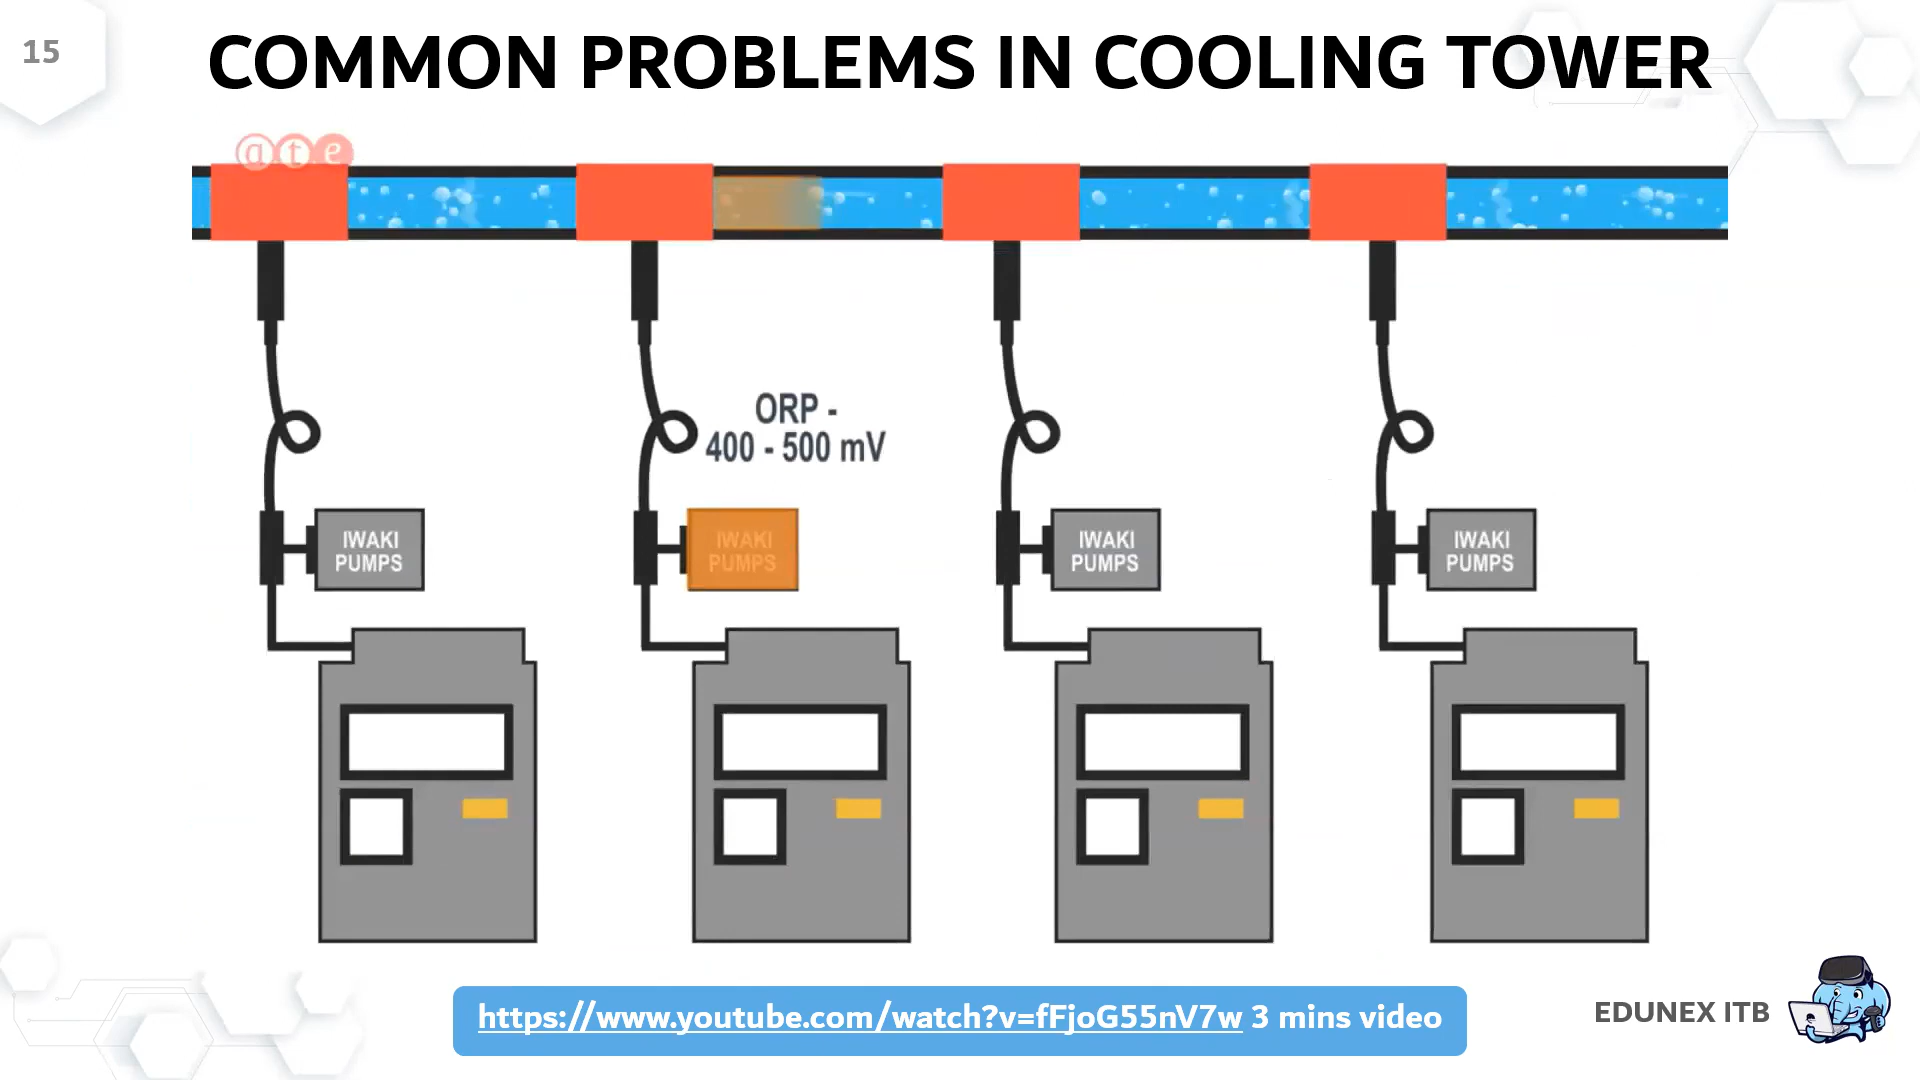 15
COMMON PROBLEMS IN COOLING TOWER
@te
ORP -
400 - 500 mV
IWAKI
PUMPS
IWAKI
PUMPS
IWAKI
PUMPS
IWAKI
PUMPS
https://www.youtube.com/watch?v=fFjoG55nV7w 3 mins video
EDUNEX ITB